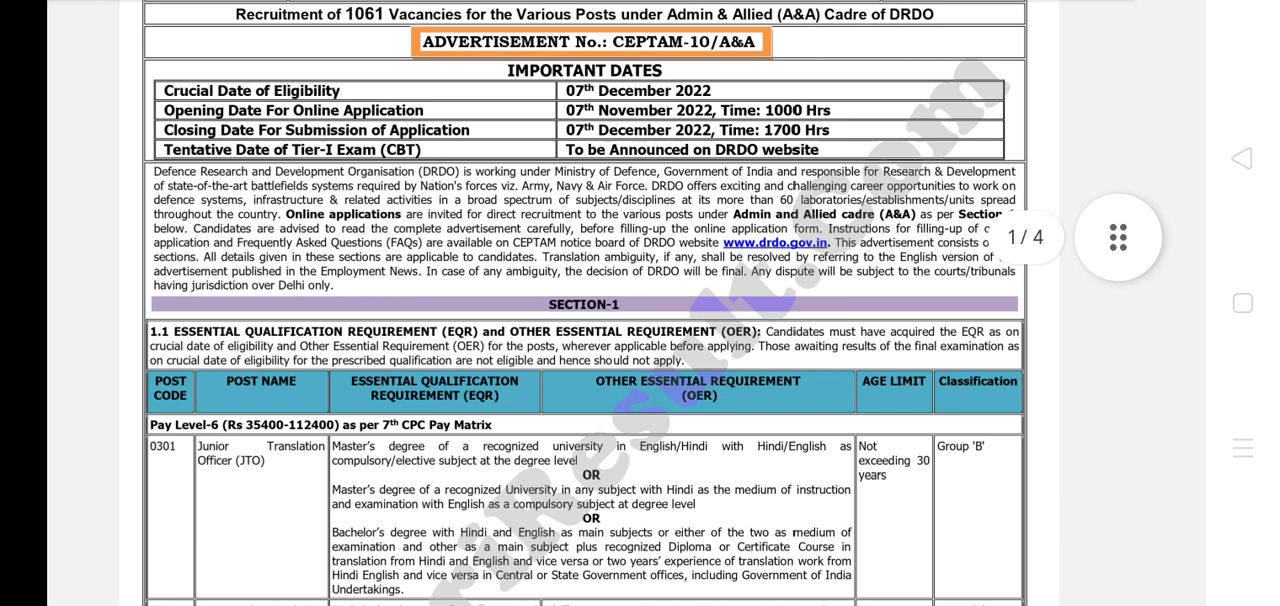 Recruitment of 1061 Vacancies for the Various Posts under Admin & Allied (A&A) Cadre of DRDO
ADVERTISEMENT No.: CEPTAM-10/A&A
IMPORTANT DATES
Crucial Date of Eligibility 07th December 2022
Opening Date For Online Application 07th November 2022, Time: 1000 Hrs
Closing Date For Submission of Application 07th December 2022, Time: 1700 Hrs
Tentative Date of Tier-I Exam (CBT) To be Announced on DRDO website
Defence Research and Development Organisation (DRDO) is working under Ministry of Defence, Government of India and responsible for Research & Development
of state-of-the-art battlefields systems required by Nation's forces viz. Army, Navy & Air Force. DRDO offers exciting and challenging career opportunities to work on
defence systems, infrastructure & related activities in a broad spectrum of subjects/disciplines at its more than 60 laboratories/establishments/units spread
throughout the country. Online applications are invited for direct recruitment to the various posts under Admin and Allied cadre (A&A) as per Section
below. Candidates are advised to read the complete advertisement carefully, before filling-up the online application form. Instructions for filling-up of
application and Frequently Asked Questions (FAQs) are available on CEPTAM notice board of DRDO website www.drdo.gov.in. This advertisement consists
sections. All details given in these sections are applicable to candidates. Translation ambiguity, if any, shall be resolved by referring to the English version of
advertisement published in the Employment News. In case of any ambiguity, the decision of DRDO will be final. Any dispute will be subject to the courts/tribunals
having jurisdiction over Delhi only.
1/4
SECTION-1
1.1 ESSENTIAL QUALIFICATION REQUIREMENT (EQR) and OTHER ESSENTIAL REQUIREMENT (OER): Candidates must have acquired the EQR as on
crucial date of eligibility and Other Essential Requirement (OER) for the posts, wherever applicable before applying. Those awaiting results of the final examination as
on crucial date of eligibility for the prescribed qualification are not eligible and hence should not apply.
POST CODE
POST NAME
ESSENTIAL QUALIFICATION
REQUIREMENT (EQR)
OTHER ESSENTIAL REQUIREMENT
(OER)
AGE LIMIT
Classification
Pay Level-6 (Rs 35400-112400) as per 7th CPC Pay Matrix
0301
Junior Translation
Officer (JTO)
Master's degree of a recognized university in English/Hindi with Hindi/English as
compulsory/elective subject at the degree level
OR
Master's degree of a recognized University in any subject with Hindi as the medium of instruction
and examination with English as a compulsory subject at degree level
OR
Bachelor's degree with Hindi and English as main subjects or either of the two as medium of
examination and other as a main subject plus recognized Diploma or Certificate Course in
translation from Hindi and English and vice versa or two years' experience of translation work from
Hindi English and vice versa in Central or State Government offices, including Government of India
Undertakings.
Not
exceeding 30
years
Group 'B'